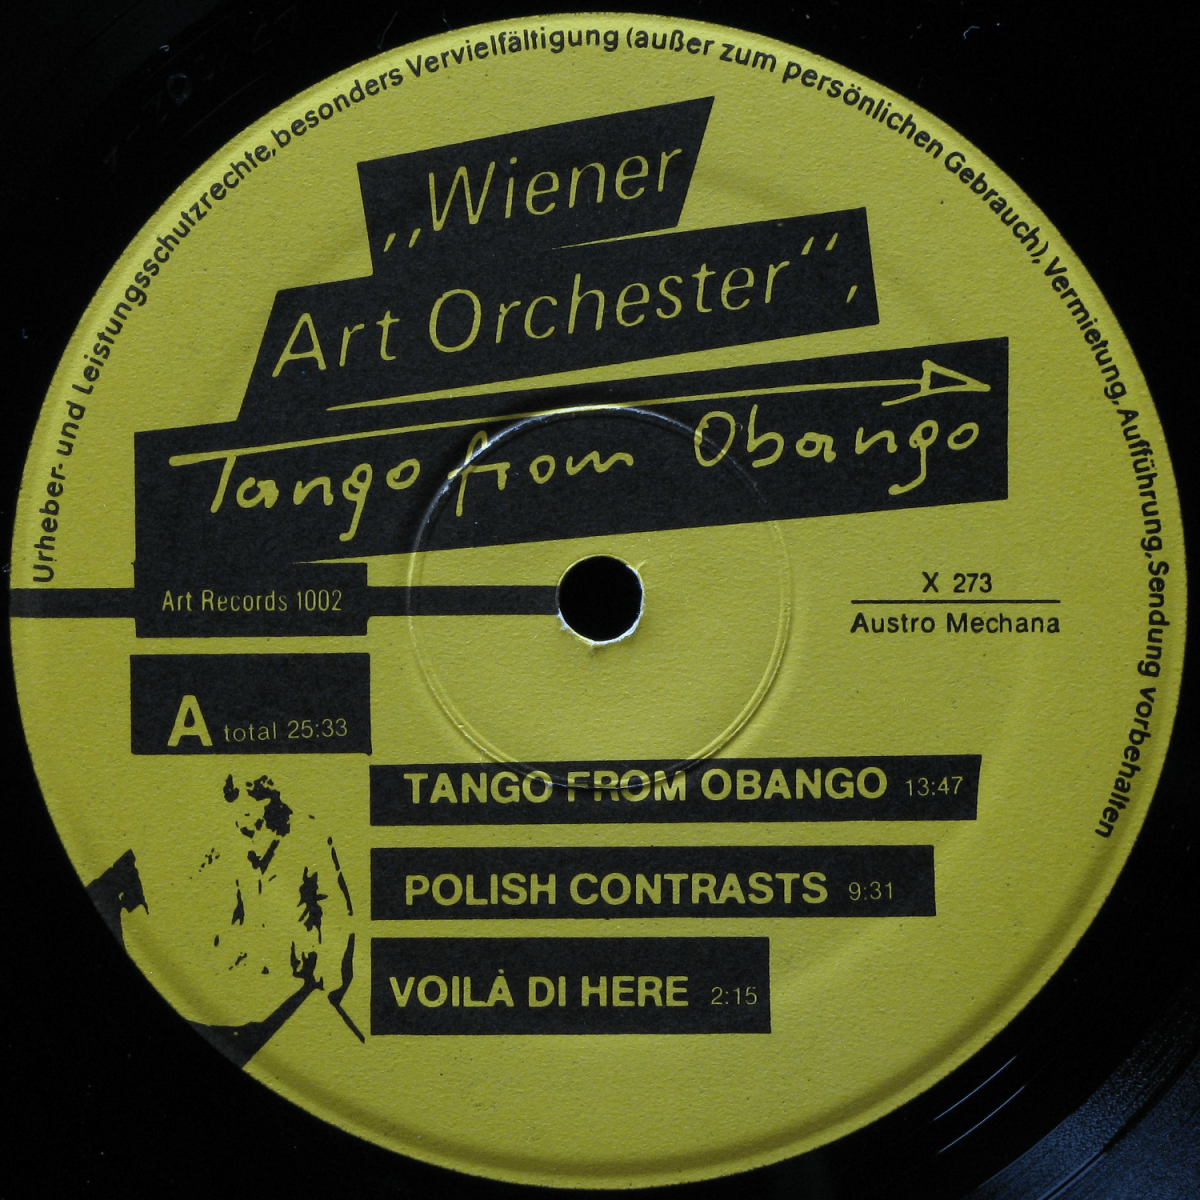 Urheber- und Leistungsschutzrechte, besonders Vervielfältigung (außer zum persönlichen Gebrauch), Vermietung, Aufführung, Sendung vorbehalten
„Wiener
Art Orchester“,
Tango from Obango
Art Records 1002
X 273
Austro Mechana
A total 25:33
TANGO FROM OBANGO 13:47
POLISH CONTRASTS 9:31
VOILÀ DI HERE 2:15